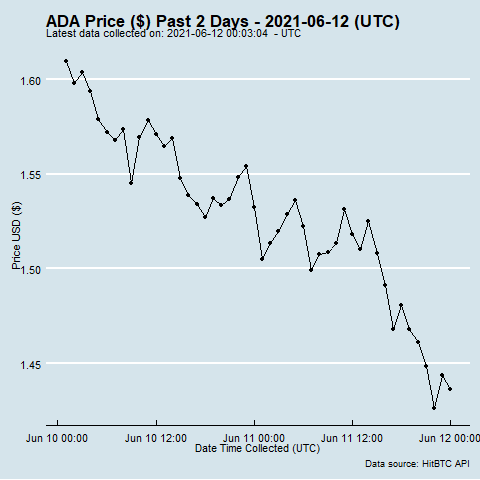 ADA Price ($) Past 2 Days - 2021-06-12 (UTC)
Latest data collected on: 2021-06-12 00:03:04  - UTC
1.60
1.55
1.50
1.45
Price USD ($)
Jun 10 00:00 Jun 10 12:00 Jun 11 00:00 Jun 11 12:00 Jun 12 00:00
Date Time Collected (UTC)
Data source: HitBTC API